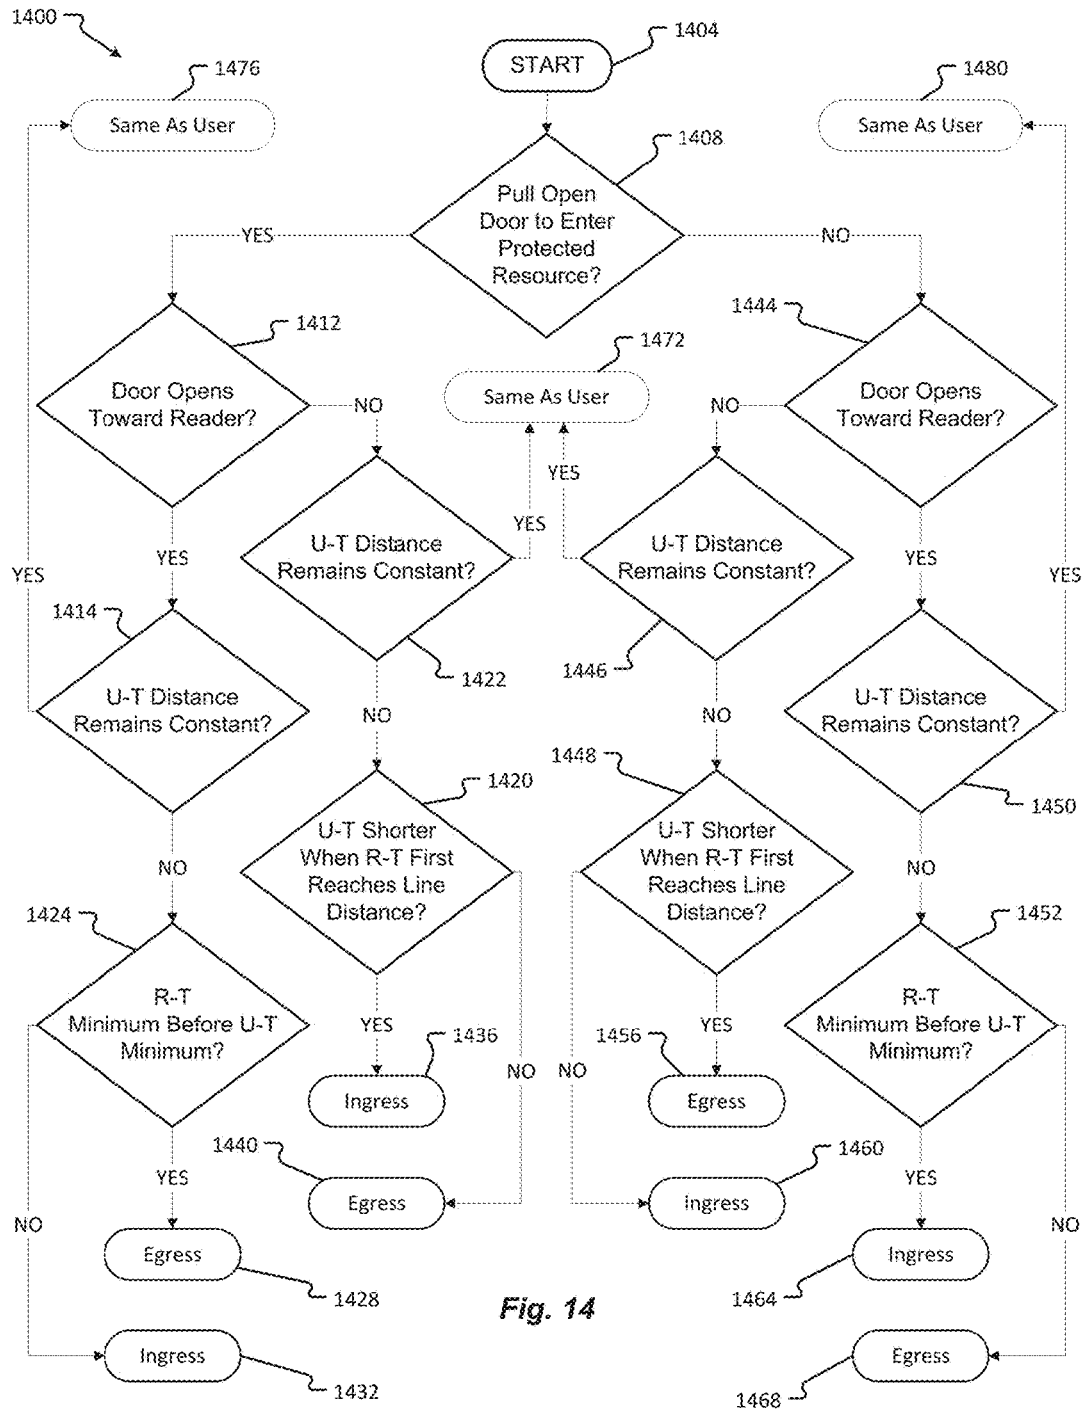 1400
START
1404
1476
Same As User
1480
Same As User
1408
Pull Open
Door to Enter
Protected
Resource?
YES
NO
1412
Door Opens
Toward Reader?
NO
YES
1472
Same As User
1444
Door Opens
Toward Reader?
NO
YES
YES
YES
U-T Distance
Remains Constant?
1422
NO
U-T Distance
Remains Constant?
1446
NO
YES
1414
U-T Distance
Remains Constant?
NO
YES
U-T Distance
Remains Constant?
1450
NO
1420
U-T Shorter
When R-T First
Reaches Line
Distance?
YES
NO
1448
U-T Shorter
When R-T First
Reaches Line
Distance?
YES
NO
1424
R-T
Minimum Before U-T
Minimum?
YES
NO
1452
R-T
Minimum Before U-T
Minimum?
YES
NO
1436
Ingress
1456
Egress
1440
Egress
1460
Ingress
Egress
1428
Ingress
1464
Ingress
1432
Egress
1468
Fig. 14